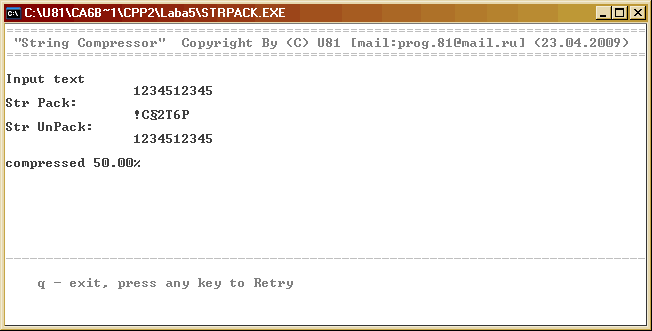 C:\U81\CA6B~1\CPP2\Laba5\STRPACK.EXE
"String Compressor" Copyright By (C) U81 [mail:prog.81@mail.ru] (23.04.2009)
Input text
1234512345
Str Pack:
!C§2T6P
Str UnPack:
1234512345
compressed 50.00%
q - exit, press any key to Retry